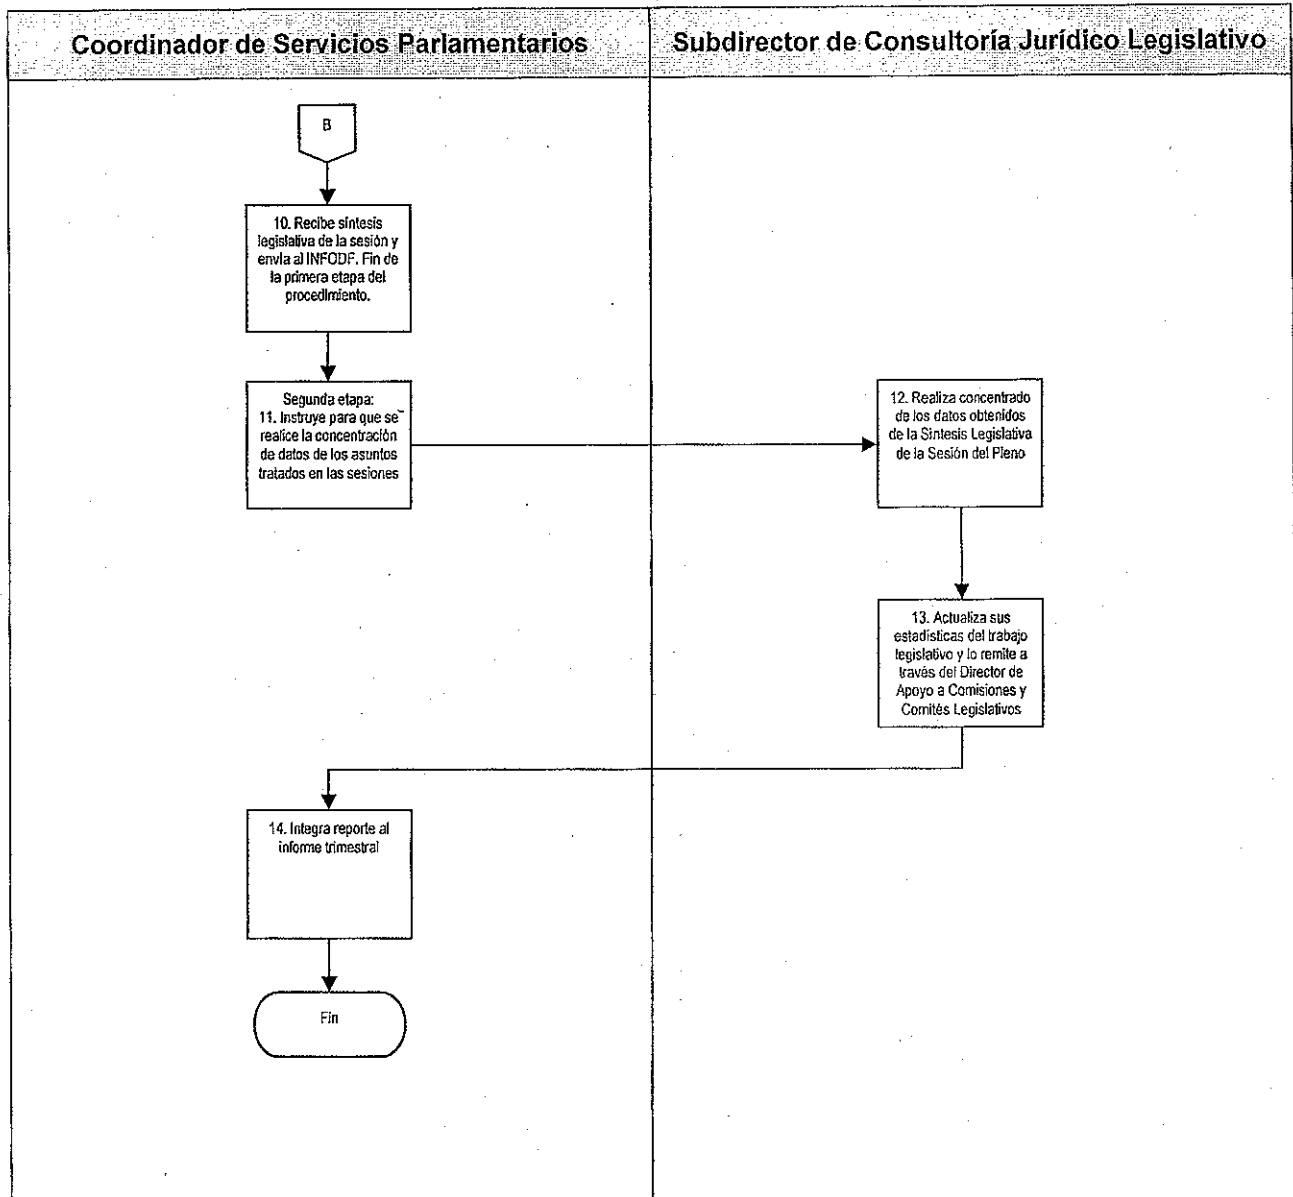 Coordinador de Servicios Parlamentarios
Subdirector de Consultoría Jurídico Legislativo
B
10. Recibe síntesis
legislativa de la sesión y
envía al INFODF. Fin de
la primera etapa del
procedimiento.
Segunda etapa:
11. Instruye para que se
realice la concentración
de datos de los asuntos
tratados en las sesiones
12. Realiza concentrado
de los datos obtenidos
de la Síntesis Legislativa
de la Sesión del Pleno
13. Actualiza sus
estadísticas del trabajo
legislativo y lo remite a
través del Director de
Apoyo a Comisiones y
Comités Legislativos
14. Integra reporte al
informe trimestral
Fin